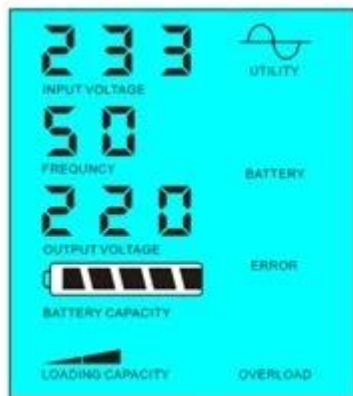 233
INPUT VOLTAGE
UTILITY
50
FREQUNCY
BATTERY
220
OUTPUT VOLTAGE
ERROR
BATTERY CAPACITY
LOADING CAPACITY
OVERLOAD